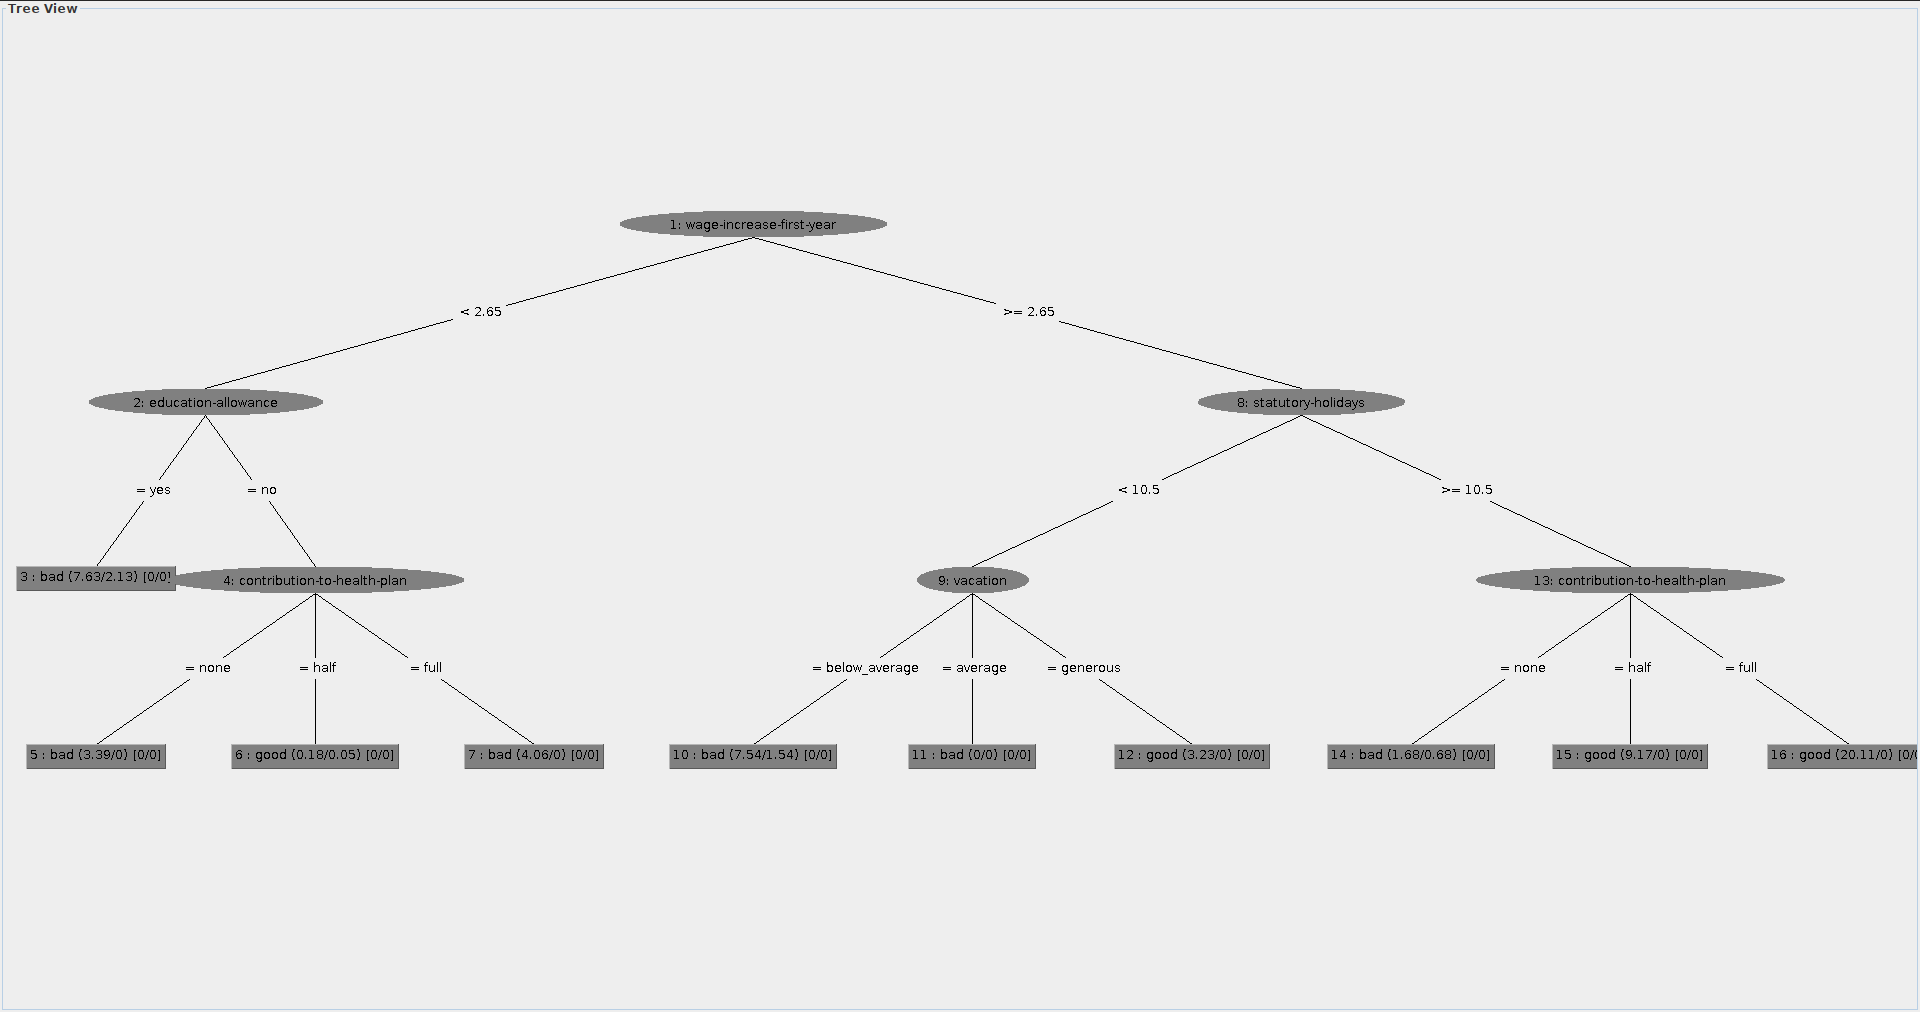 Tree View
1: wage-increase-first-year
< 2.65
>= 2.65
2: education-allowance
8: statutory-holidays
= yes
= no
< 10.5
>= 10.5
3 : bad (7.63/2.13) [0/0]
4: contribution-to-health-plan
9: vacation
13: contribution-to-health-plan
= none
= half
= full
= below_average
= average
= generous
= none
= half
= full
5 : bad (3.39/0) [0/0]
6 : good (0.18/0.05) [0/0]
7 : bad (4.06/0) [0/0]
10 : bad (7.54/1.54) [0/0]
11 : bad (0/0) [0/0]
12 : good (3.23/0) [0/0]
14 : bad (1.68/0.68) [0/0]
15 : good (9.17/0) [0/0]
16 : good (20.11/0) [0/